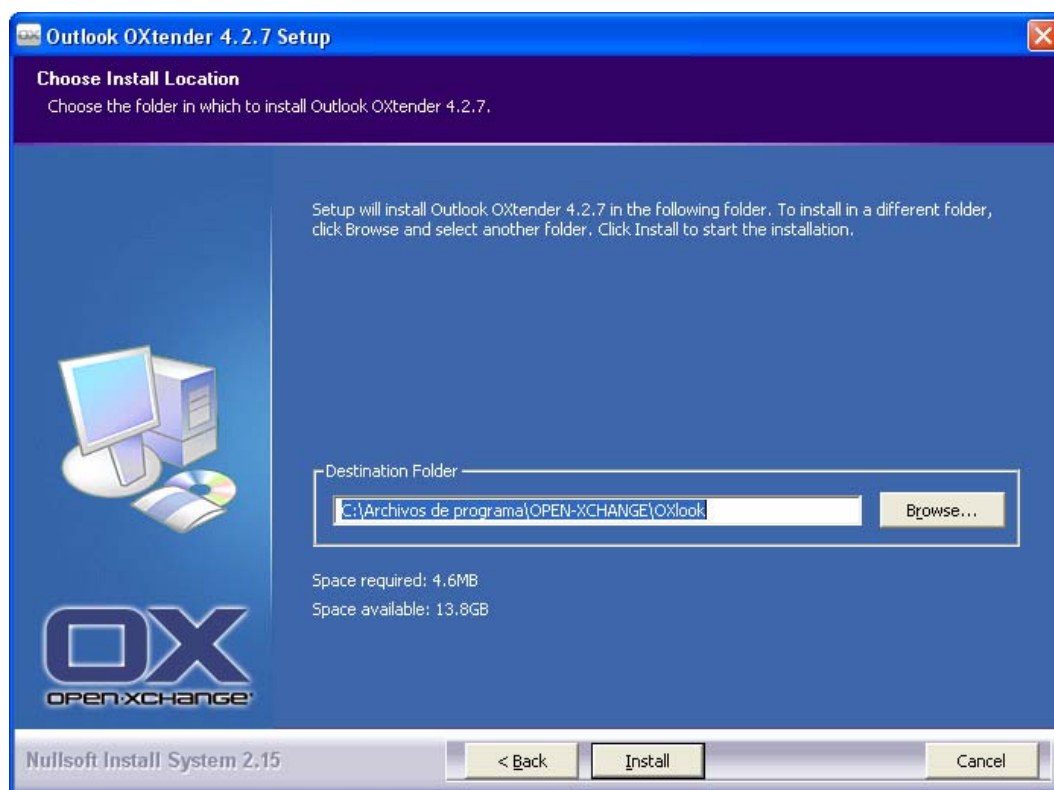 Outlook OXtender 4.2.7 Setup
Choose Install Location
Choose the folder in which to install Outlook OXtender 4.2.7.
Setup will install Outlook OXtender 4.2.7 in the following folder. To install in a different folder,
click Browse and select another folder. Click Install to start the installation.
Destination Folder
C:\Archivos de programa\OPEN-XCHANGE\OXlook
Browse...
Space required: 4.6MB
Space available: 13.8GB
OX
OPEN-XCHANGE
Nullsoft Install System 2.15
< Back
Install
Cancel